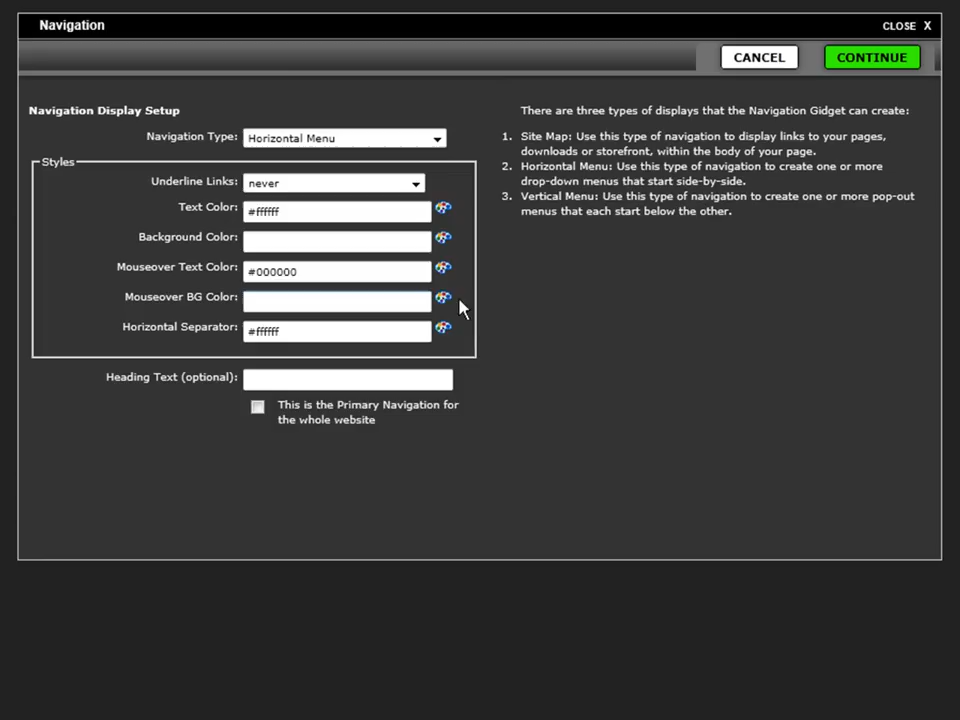 Navigation
CLOSE X
CANCEL
CONTINUE
Navigation Display Setup
Navigation Type: Horizontal Menu
Styles
Underline Links: never
Text Color: #ffffff
Background Color:
Mouseover Text Color: #000000
Mouseover BG Color:
Horizontal Separator: #ffffff
Heading Text (optional):
This is the Primary Navigation for
the whole website
There are three types of displays that the Navigation Gidget can create:
1. Site Map: Use this type of navigation to display links to your pages,
downloads or storefront, within the body of your page.
2. Horizontal Menu: Use this type of navigation to create one or more
drop-down menus that start side-by-side.
3. Vertical Menu: Use this type of navigation to create one or more pop-out
menus that each start below the other.